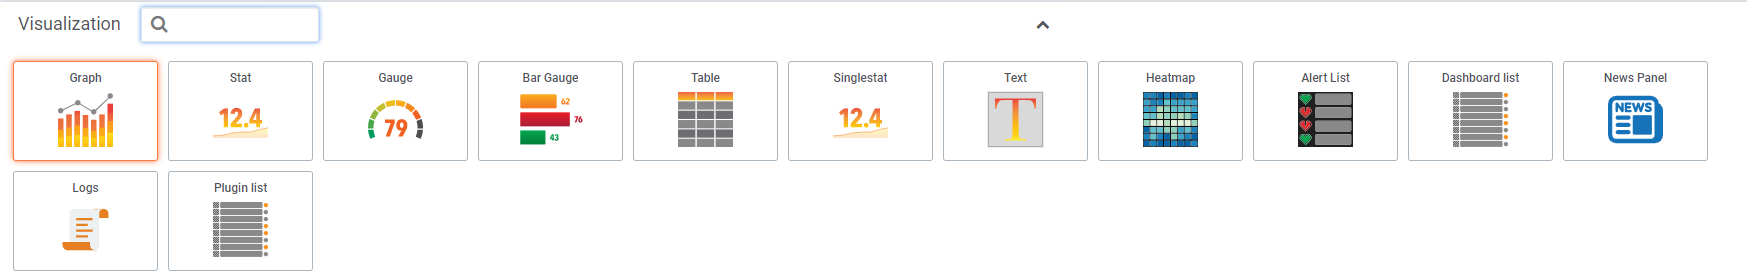 Visualization
Graph Stat Gauge Bar Gauge Table Singlestat Text Heatmap Alert List Dashboard list News Panel
12.4 79 62 76 43 12.4 T NEWS
Logs Plugin list